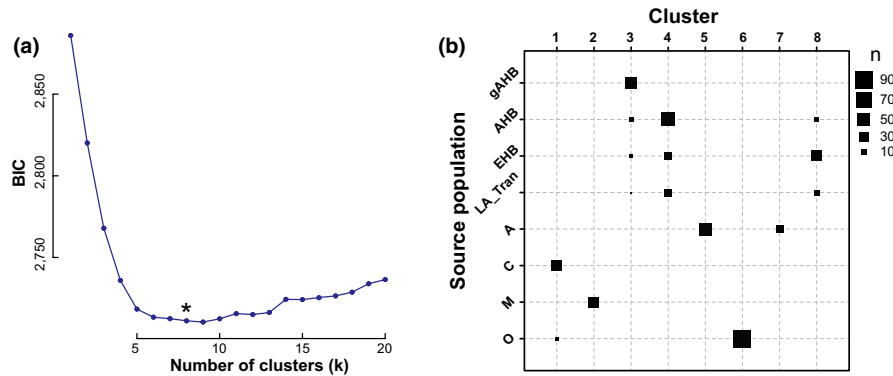 (a)
BIC
2,850
2,800
2,750
*
5
10
15
20
Number of clusters (k)
(b)
Cluster
1 2 3 4 5 6 7 8
Source population
gAHB
AHB
EHB
LA_Tran
A
C
M
O
n
90
70
50
30
10